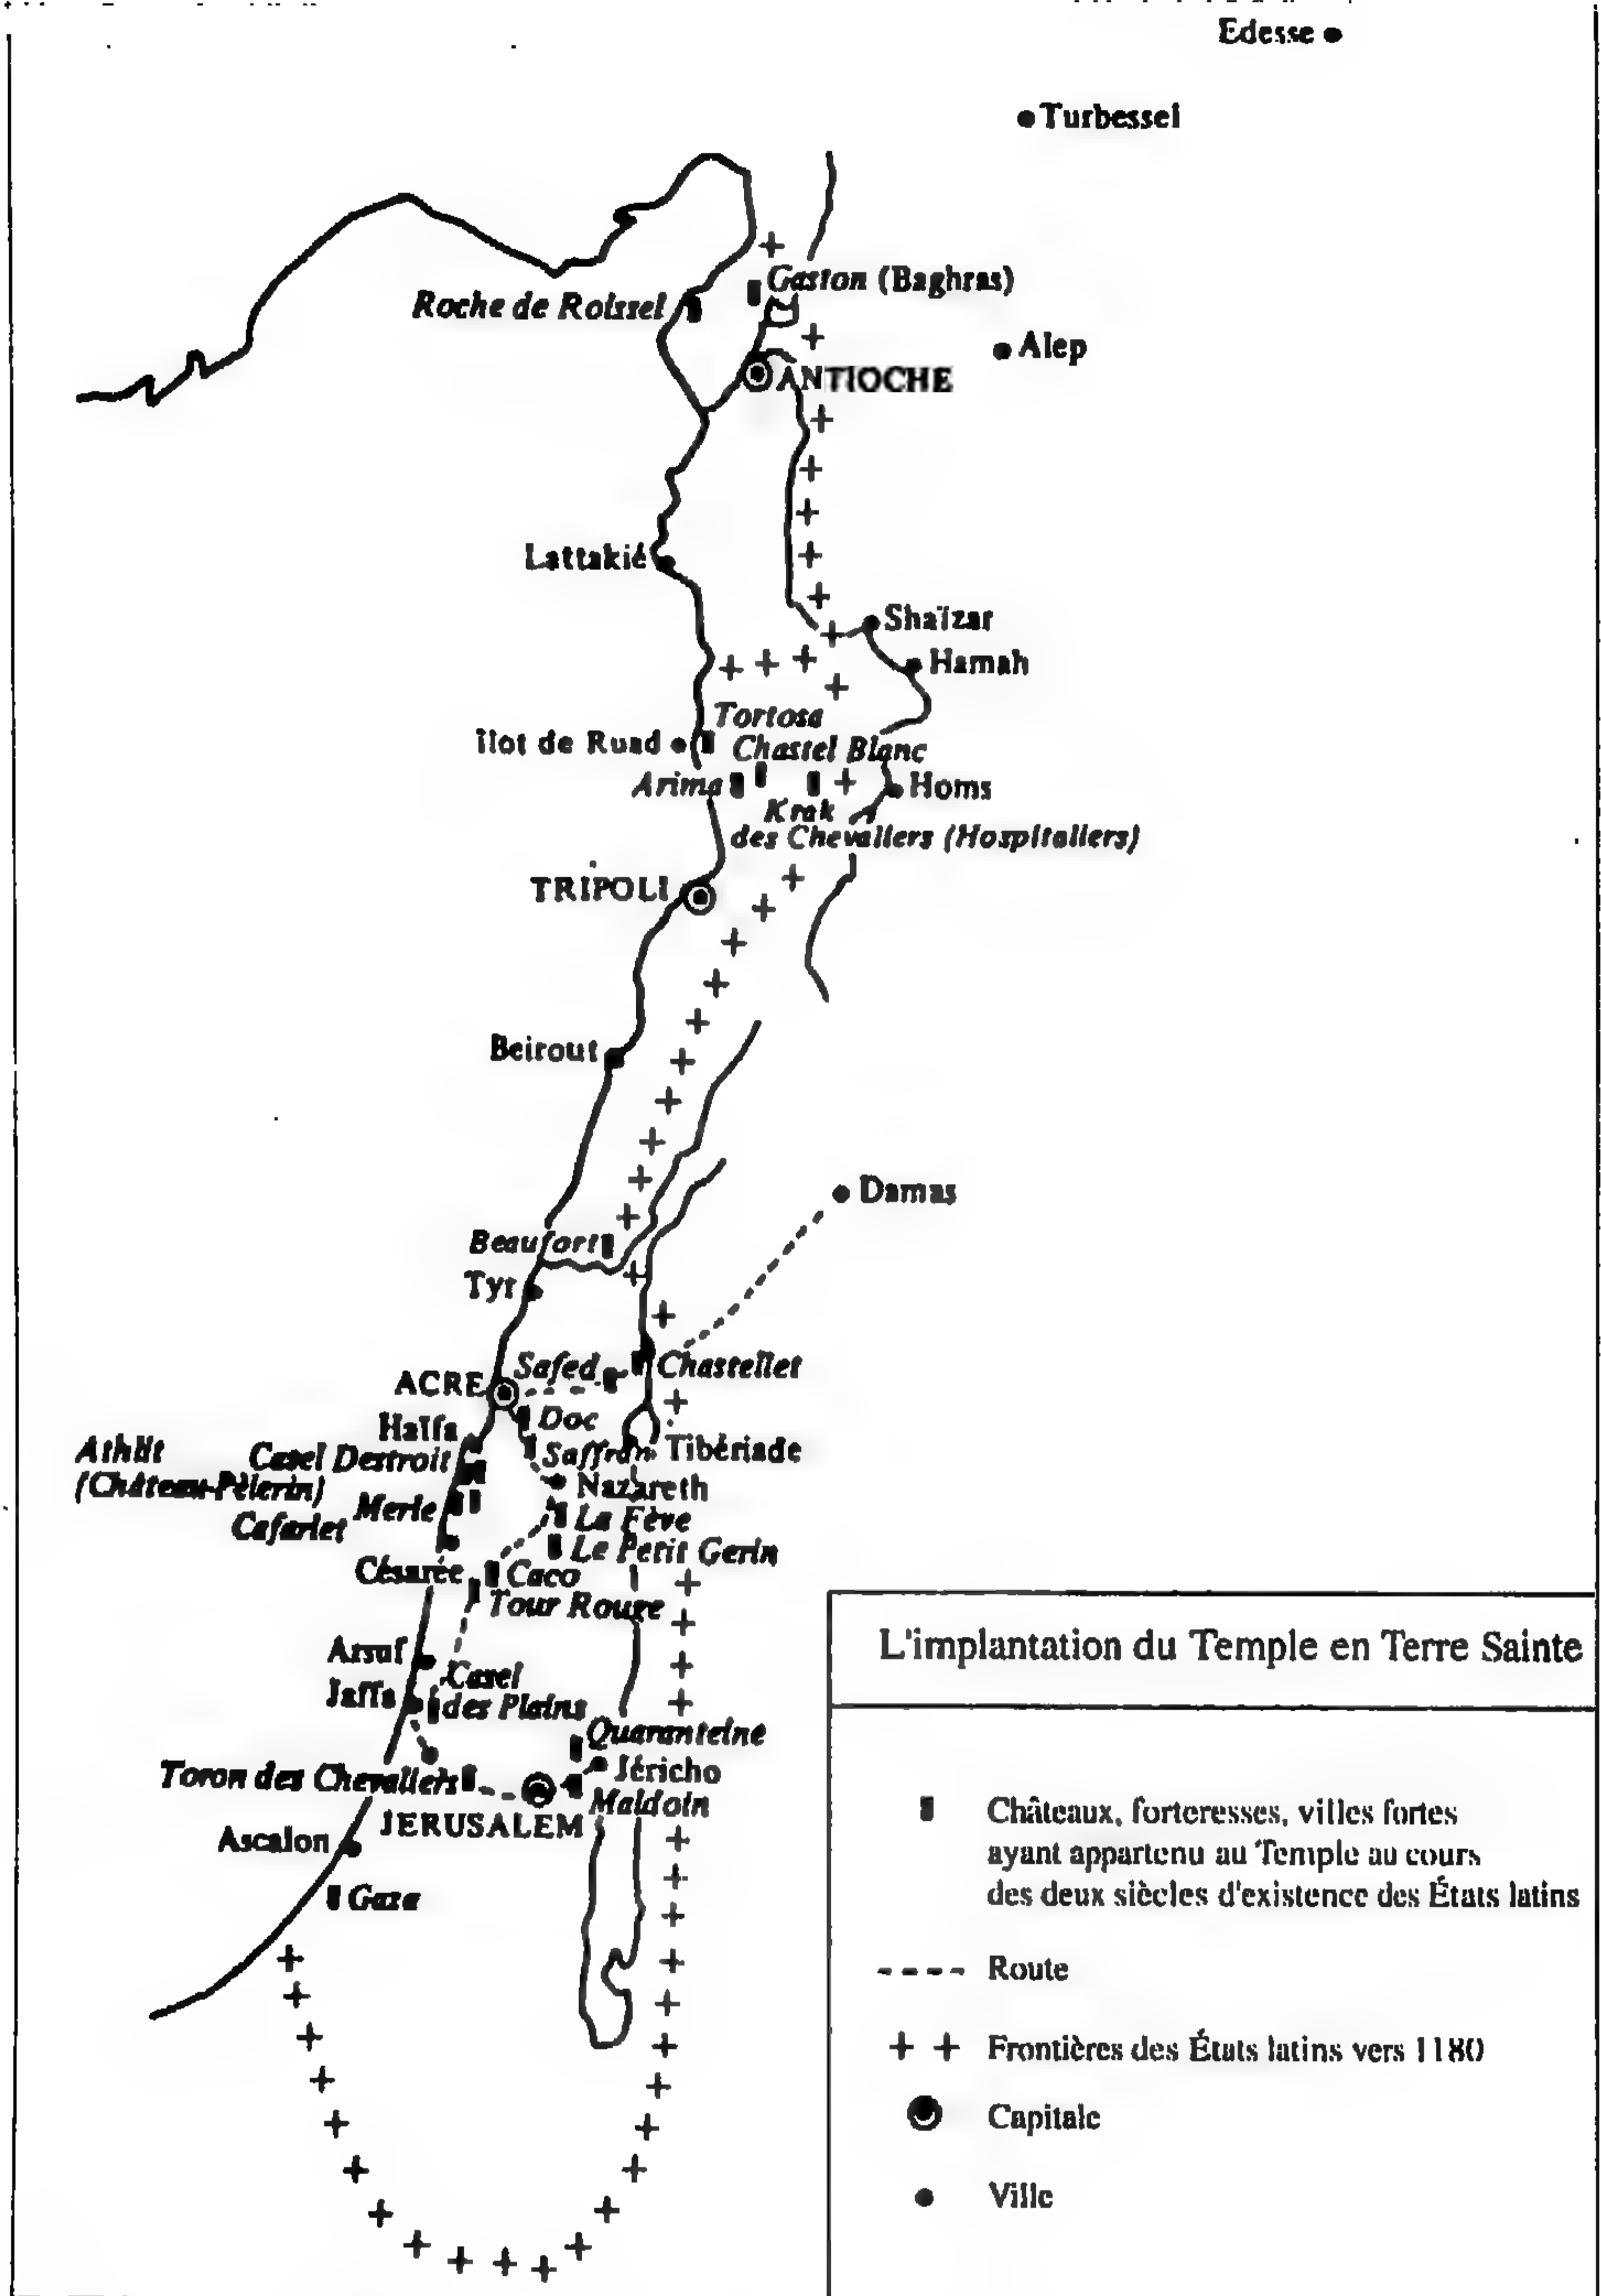 Edesse
Turbessel
Gaston (Baghras)
Roche de Roissel
Alep
ANTIOCHE
Lattakié
Shaïzar
Hamah
Tortosa
Îlot de Ruad
Chastel Blanc
Arima
Homs
Krak
des Chevaliers (Hospitaliers)
TRIPOLI
Beirout
Damas
Beaufort
Tyr
Safed
Chastellet
ACRE
Doc
Haïfa
Saffran
Tibériade
Athlit
(Château-Pèlerin)
Casel Destroit
Nazareth
Merle
La Fève
Cafarlet
Le Petit Gerin
Césarée
Caco
Tour Rouge
Arsuf
Casel
des Plains
Jaffa
Quaranteine
Jéricho
Toron des Chevaliers
Maldoin
JERUSALEM
Ascalon
Gaza
L'implantation du Temple en Terre Sainte
Châteaux, forteresses, villes fortes
ayant appartenu au Temple au cours
des deux siècles d'existence des États latins
Route
Frontières des États latins vers 1180
Capitale
Ville